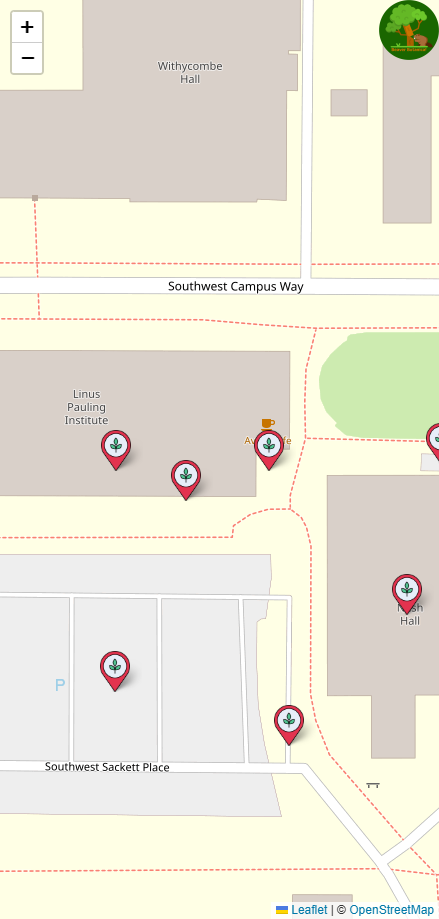 +
−
Withycombe
Hall
Southwest Campus Way
Linus
Pauling
Institute
Hall
P
Southwest Sackett Place
Leaflet | © OpenStreetMap